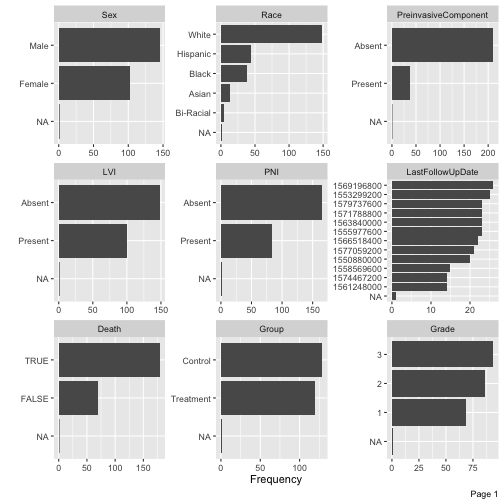 Sex
Male
Female
NA
0 50 100 150
Race
White
Hispanic
Black
Asian
Bi-Racial
NA
0 50 100 150
PreinvasiveComponent
Absent
Present
NA
0 50 100 150 200
LVI
Absent
Present
NA
0 50 100 150
PNI
Absent
Present
NA
0 50 100 150
LastFollowUpDate
1569196800
1553299200
1579737600
1571788800
1563840000
1555977600
1566518400
1577059200
1550880000
1558569600
1574467200
1561248000
NA
0 10 20
Death
TRUE
FALSE
NA
0 50 100 150
Group
Control
Treatment
NA
0 50 100
Grade
3
2
1
NA
0 25 50 75
Frequency
Page 1